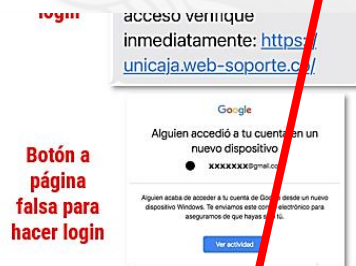 login
acceso verifique
inmediatamente: https:/
unicaja.web-soporte.co/
Google
Alguien accedió a tu cuenta en un
nuevo dispositivo
XXXXXXX@gmail.co
Botón a
página
falsa para
hacer login
Alguien acaba de acceder a tu cuenta de Google desde un nuevo
dispositivo Windows. Te enviamos este correo electrónico para
asegurarnos de que hayas sido tú.
Ver actividad